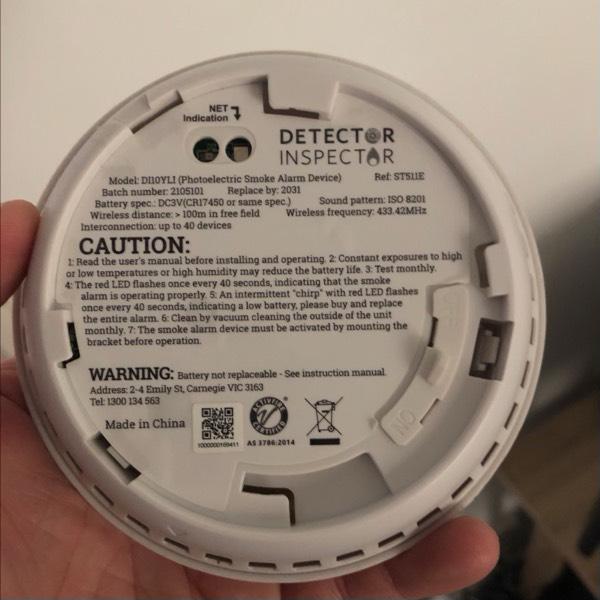 NET
Indication
DETECTOR
INSPECTOR
Model: DI10YLI (Photoelectric Smoke Alarm Device) Ref: ST511E
Batch number: 2105101 Replace by: 2031
Battery spec.: DC3V(CR17450 or same spec.) Sound pattern: ISO 8201
Wireless distance: > 100m in free field Wireless frequency: 433.42MHz
Interconnection: up to 40 devices
CAUTION:
1: Read the user's manual before installing and operating. 2: Constant exposures to high
or low temperatures or high humidity may reduce the battery life. 3: Test monthly.
4: The red LED flashes once every 40 seconds, indicating that the smoke
alarm is operating properly. 5: An intermittent "chirp" with red LED flashes
once every 40 seconds, indicating a low battery, please buy and replace
the entire alarm. 6: Clean by vacuum cleaning the outside of the unit
monthly. 7: The smoke alarm device must be activated by mounting the
bracket before operation.
WARNING: Battery not replaceable - See instruction manual.
Address: 2-4 Emily St, Carnegie VIC 3163
Tel: 1300 134 563
Made in China
ACTIVFIRE
CERTIFIED
1000000169411
AS 3786:2014
ON